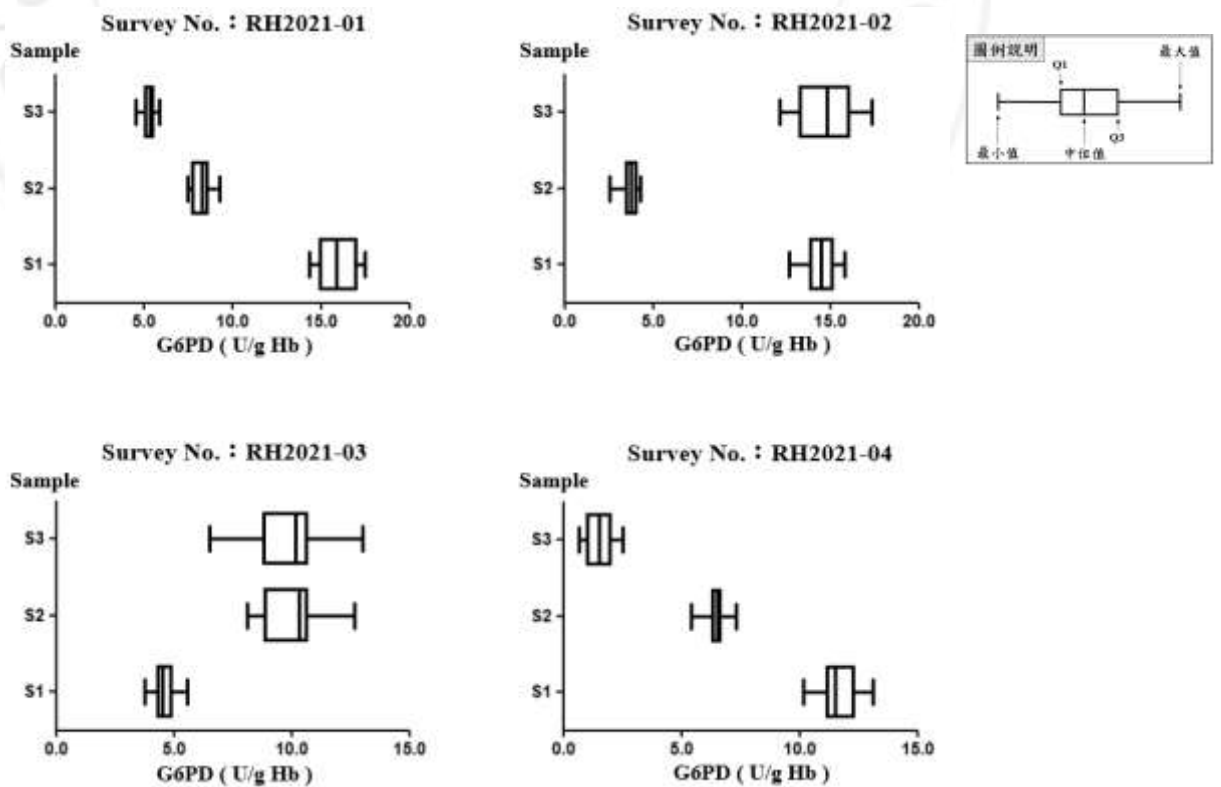 Survey No.：RH2021-01
Sample
S3
S2
S1
0.0 5.0 10.0 15.0 20.0
G6PD ( U/g Hb )
Survey No.：RH2021-02
Sample
S3
S2
S1
0.0 5.0 10.0 15.0 20.0
G6PD ( U/g Hb )
圖例說明
最大值
Q1
Q3
最小值 中位值
Survey No.：RH2021-03
Sample
S3
S2
S1
0.0 5.0 10.0 15.0
G6PD ( U/g Hb )
Survey No.：RH2021-04
Sample
S3
S2
S1
0.0 5.0 10.0 15.0
G6PD ( U/g Hb )